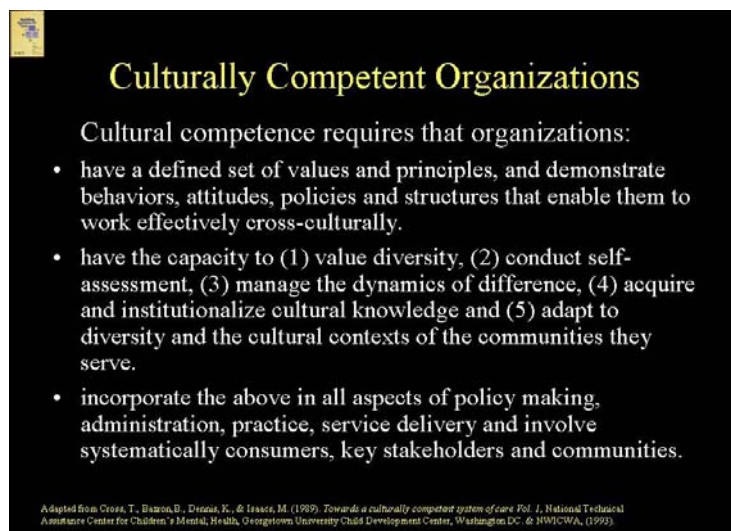 Culturally Competent Organizations
Cultural competence requires that organizations:
• have a defined set of values and principles, and demonstrate
behaviors, attitudes, policies and structures that enable them to
work effectively cross-culturally.
• have the capacity to (1) value diversity, (2) conduct self-
assessment, (3) manage the dynamics of difference, (4) acquire
and institutionalize cultural knowledge and (5) adapt to
diversity and the cultural contexts of the communities they
serve.
• incorporate the above in all aspects of policy making,
administration, practice, service delivery and involve
systematically consumers, key stakeholders and communities.
Adapted from Cross, T., Bazron, B., Dennis, K., & Isaacs, M. (1989). Towards a culturally competent system of care Vol. 1, National Technical
Assistance Center for Children's Mental; Health, Georgetown University Child Development Center, Washington DC. & NWICWA, (1993).